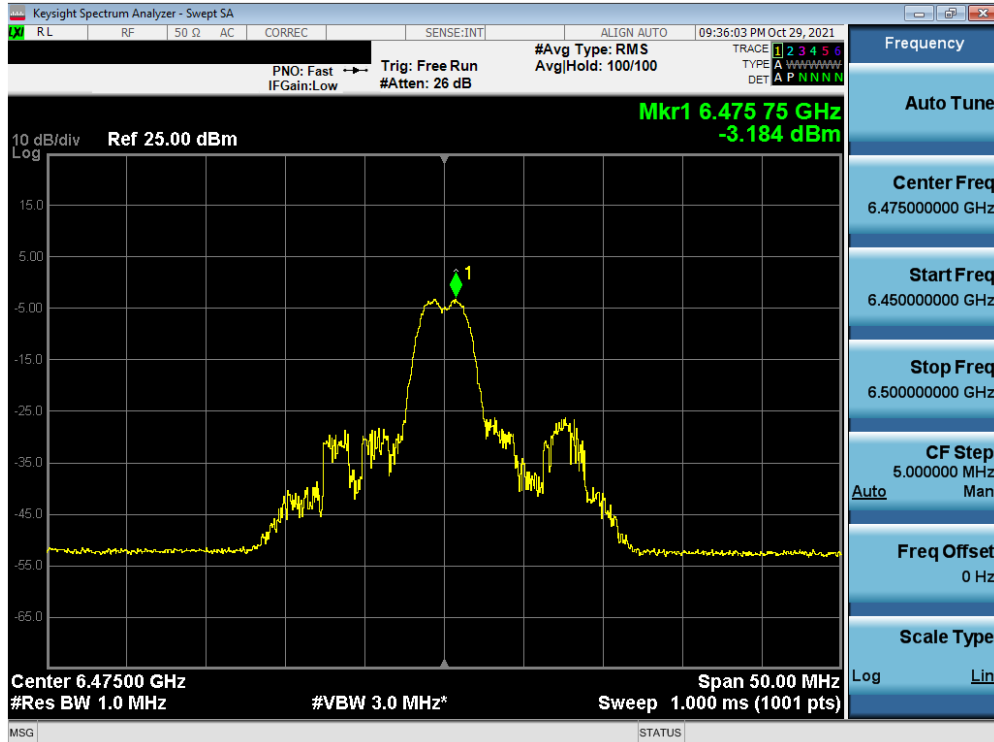 Keysight Spectrum Analyzer - Swept SA
LXI RL RF 50 Ω AC CORREC SENSE:INT ALIGN AUTO 09:36:03 PM Oct 29, 2021
PNO: Fast
IFGain:Low
Trig: Free Run
#Atten: 26 dB
#Avg Type: RMS
Avg|Hold: 100/100
TRACE 1 2 3 4 5 6
TYPE A WWWWW
DET A P N N N N
Mkr1 6.475 75 GHz
-3.184 dBm
10 dB/div Ref 25.00 dBm
Log
15.0
5.00
-5.00
-15.0
-25.0
-35.0
-45.0
-55.0
-65.0
1
Center 6.47500 GHz Span 50.00 MHz
#Res BW 1.0 MHz #VBW 3.0 MHz* Sweep 1.000 ms (1001 pts)
MSG STATUS
Frequency
Auto Tune
Center Freq
6.475000000 GHz
Start Freq
6.450000000 GHz
Stop Freq
6.500000000 GHz
CF Step
5.000000 MHz
Auto Man
Freq Offset
0 Hz
Scale Type
Log Lin